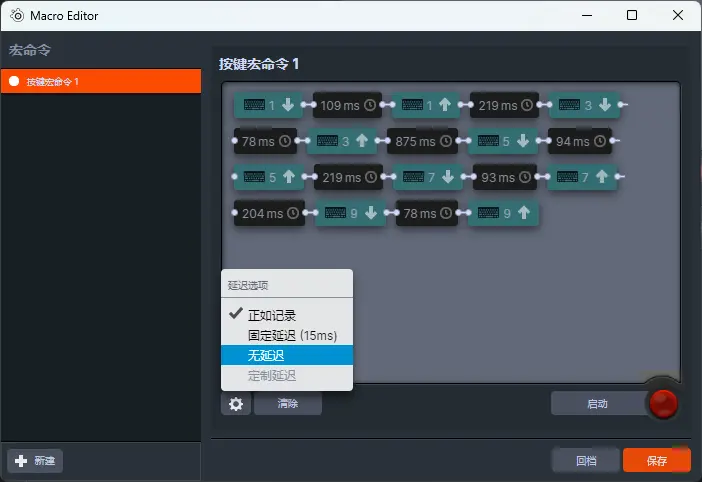 Macro Editor
宏命令
按键宏命令 1
按键宏命令 1
1 109 ms 1 219 ms 3
78 ms 3 875 ms 5 94 ms
5 219 ms 7 93 ms 7
204 ms 9 78 ms 9
延迟选项
正如记录
固定延迟 (15ms)
无延迟
定制延迟
清除 启动
新建 回档 保存